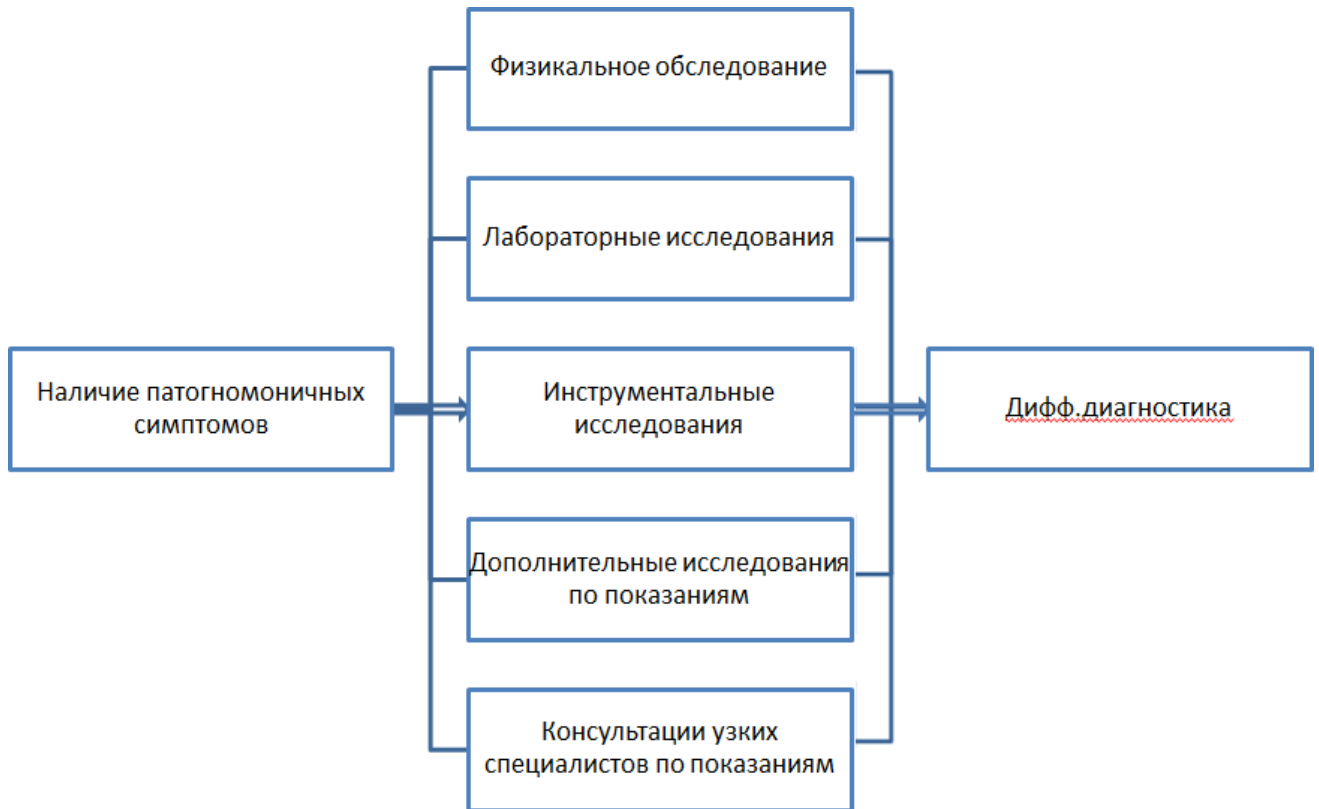 Физикальное обследование
Лабораторные исследования
Наличие патогномоничных
симптомов
Инструментальные
исследования
Дифф.диагностика
Дополнительные исследования
по показаниям
Консультации узких
специалистов по показаниям